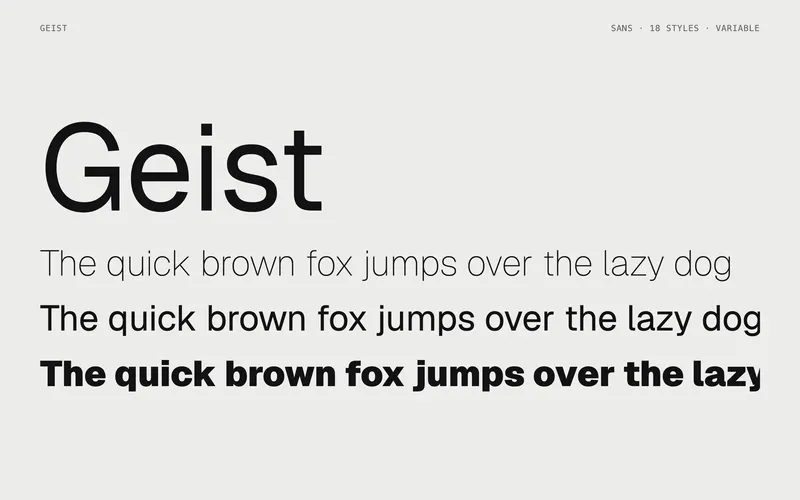 GEIST
SANS · 18 STYLES · VARIABLE
Geist
The quick brown fox jumps over the lazy dog
The quick brown fox jumps over the lazy dog
The quick brown fox jumps over the lazy